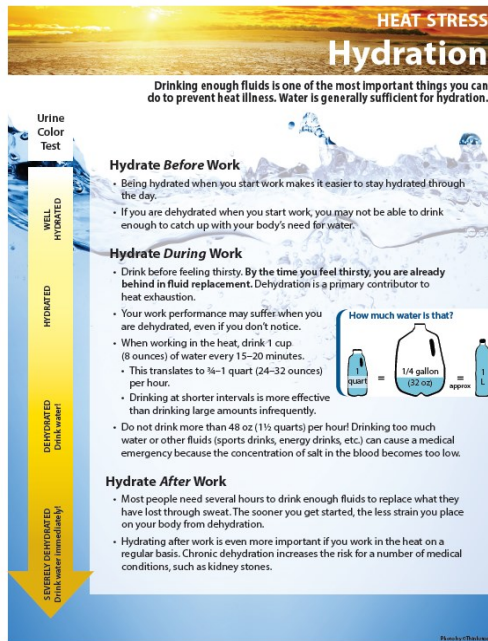 HEAT STRESS
Hydration
Drinking enough fluids is one of the most important things you can
do to prevent heat illness. Water is generally sufficient for hydration.
Urine
Color
Test
WELL
HYDRATED
HYDRATED
DEHYDRATED
Drink water!
SEVERELY DEHYDRATED
Drink water immediately!
Hydrate Before Work
• Being hydrated when you start work makes it easier to stay hydrated through
the day.
• If you are dehydrated when you start work, you may not be able to drink
enough to catch up with your body's need for water.
Hydrate During Work
• Drink before feeling thirsty. By the time you feel thirsty, you are already
behind in fluid replacement. Dehydration is a primary contributor to
heat exhaustion.
• Your work performance may suffer when you
are dehydrated, even if you don't notice.
• When working in the heat, drink 1 cup
(8 ounces) of water every 15–20 minutes.
• This translates to ¾–1 quart (24–32 ounces)
per hour.
• Drinking at shorter intervals is more effective
than drinking large amounts infrequently.
How much water is that?
1
quart
=
1/4 gallon
(32 oz)
=
approx
1
L
• Do not drink more than 48 oz (1½ quarts) per hour! Drinking too much
water or other fluids (sports drinks, energy drinks, etc.) can cause a medical
emergency because the concentration of salt in the blood becomes too low.
Hydrate After Work
• Most people need several hours to drink enough fluids to replace what they
have lost through sweat. The sooner you get started, the less strain you place
on your body from dehydration.
• Hydrating after work is even more important if you work in the heat on a
regular basis. Chronic dehydration increases the risk for a number of medical
conditions, such as kidney stones.